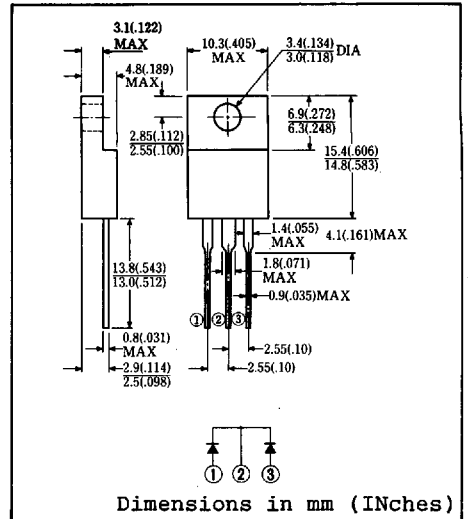 3.1(.122)
MAX
4.8(.189)
MAX
10.3(.405)
MAX
3.4(.134)
3.0(.118) DIA
2.85(.112)
2.55(.100)
6.9(.272)
6.3(.248)
15.4(.606)
14.8(.583)
1.4(.055)
MAX
4.1(.161)MAX
1.8(.071)
MAX
0.9(.035)MAX
13.8(.543)
13.0(.512)
① ② ③
0.8(.031)
MAX
2.9(.114)
2.5(.098)
2.55(.10)
2.55(.10)
① ② ③
Dimensions in mm (INches)